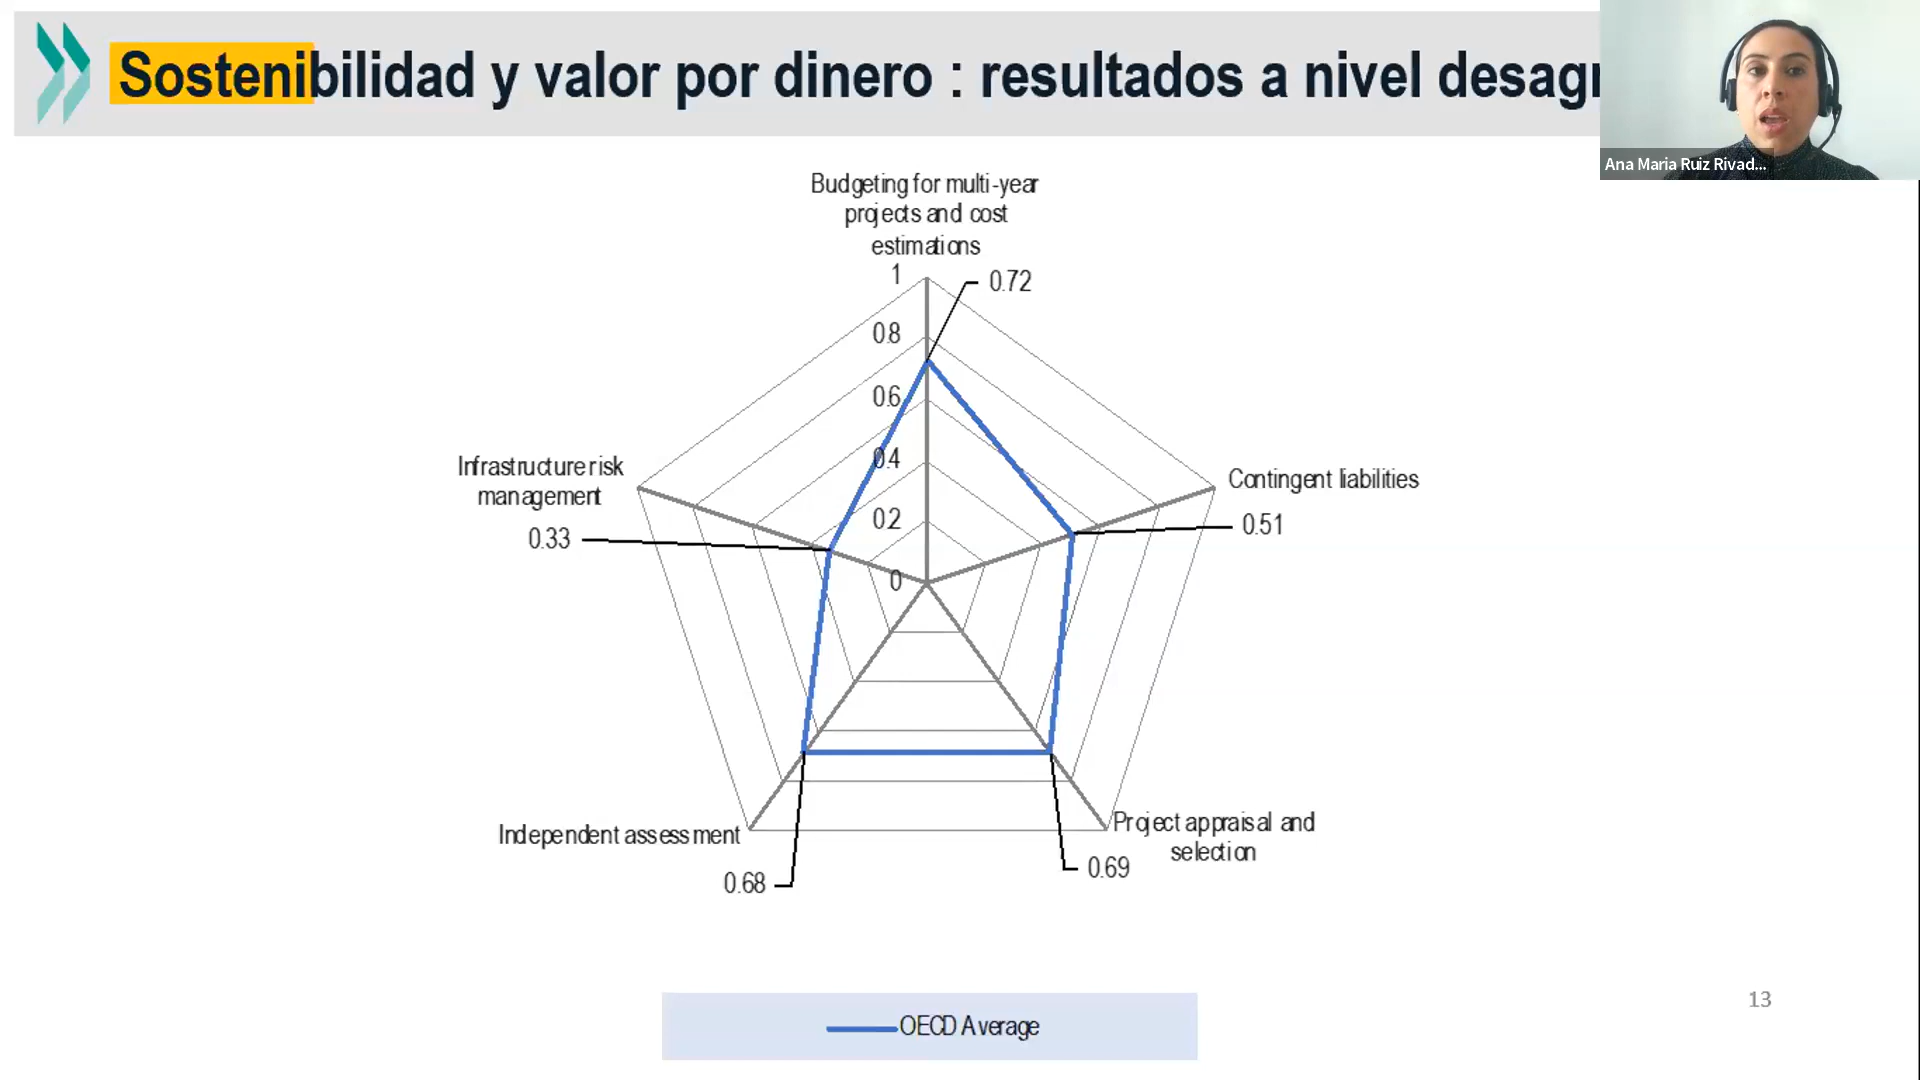 Sostenibilidad y valor por dinero : resultados a nivel desagr
Ana Maria Ruiz Rivad...
Budgeting for multi-year
projects and cost
estimations
1
0.72
0.8
0.6
0.4
0.2
0
Infrastructure risk
management
0.33
Contingent liabilities
0.51
Independent assessment
0.68
Project appraisal and
selection
0.69
OECD Average
13